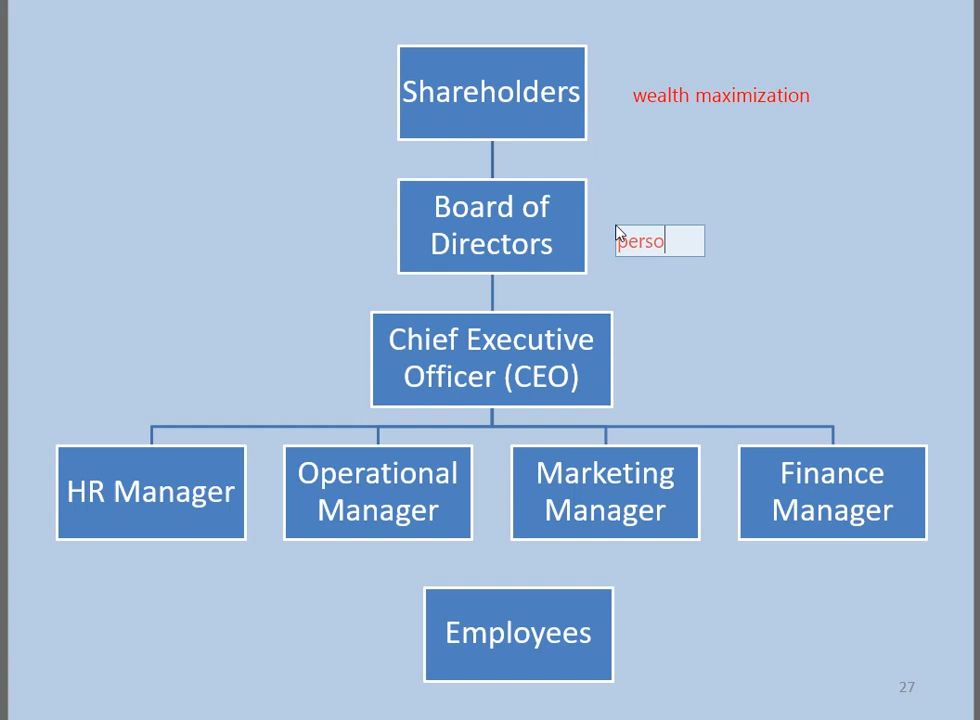 Shareholders
wealth maximization
Board of
Directors
perso
Chief Executive
Officer (CEO)
HR Manager
Operational
Manager
Marketing
Manager
Finance
Manager
Employees
27